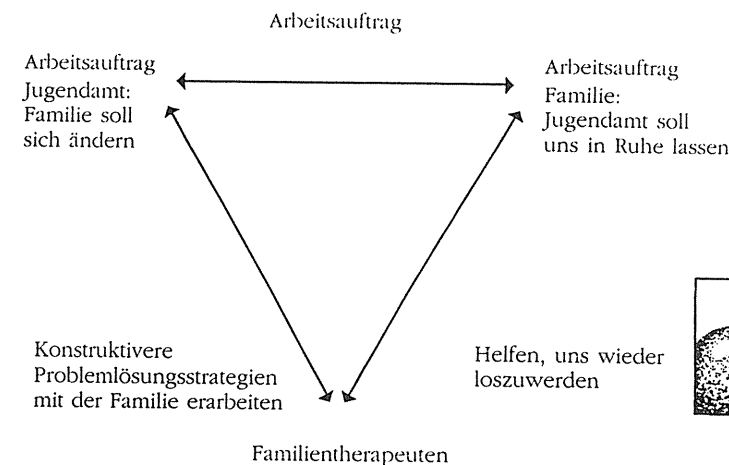 Arbeitsauftrag
Arbeitsauftrag
Jugendamt:
Familie soll
sich ändern
Arbeitsauftrag
Familie:
Jugendamt soll
uns in Ruhe lassen
Konstruktivere
Problemlösungsstrategien
mit der Familie erarbeiten
Helfen, uns wieder
loszuwerden
Familientherapeuten